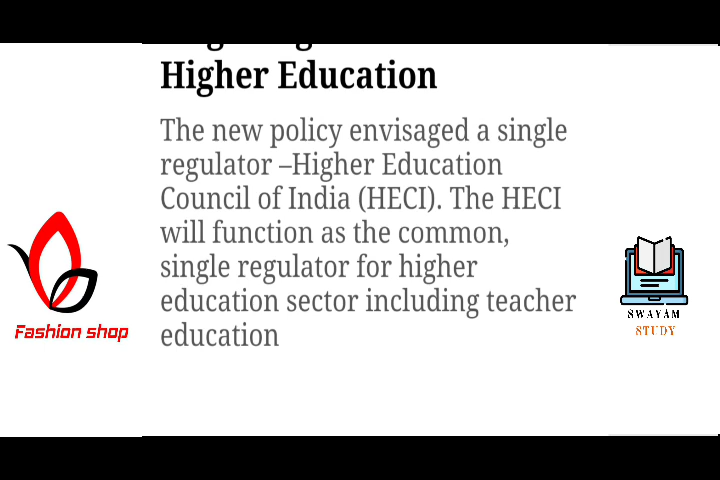 Higher Education
The new policy envisaged a single
regulator –Higher Education
Council of India (HECI). The HECI
will function as the common,
single regulator for higher
education sector including teacher
education
Fashion shop
SWAYAM
STUDY